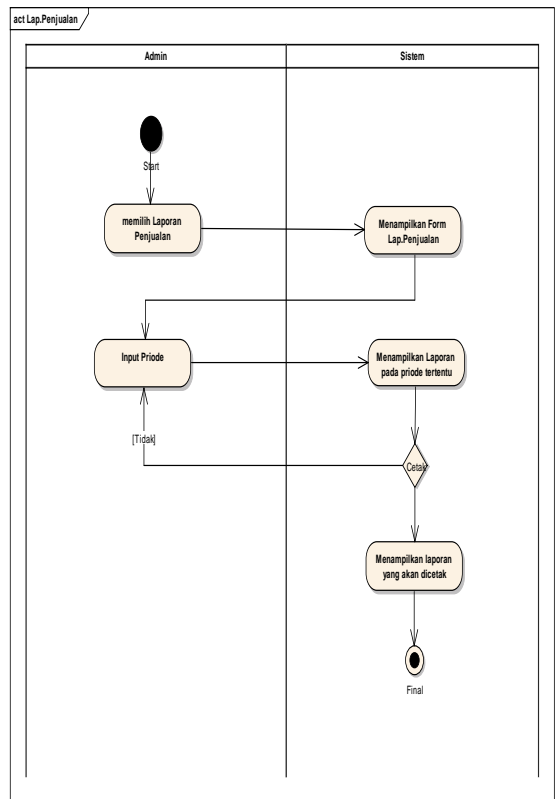 act Lap.Penjualan
Admin
Sistem
Start
memilih Laporan
Penjualan
Menampilkan Form
Lap.Penjualan
Input Priode
Menampilkan Laporan
pada priode tertentu
[Tidak]
Cetak
Menampilkan laporan
yang akan dicetak
Final